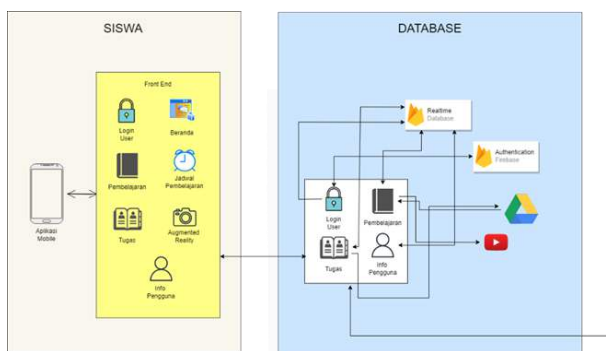 SISWA
DATABASE
Front End
Login
User
Beranda
Pembelajaran
Jadwal
Pembelajaran
Tugas
Augmented
Reality
Info
Pengguna
Aplikasi
Mobile
Realtime
Database
Authentication
Firebase
Login
User
Pembelajaran
Tugas
Info
Pengguna